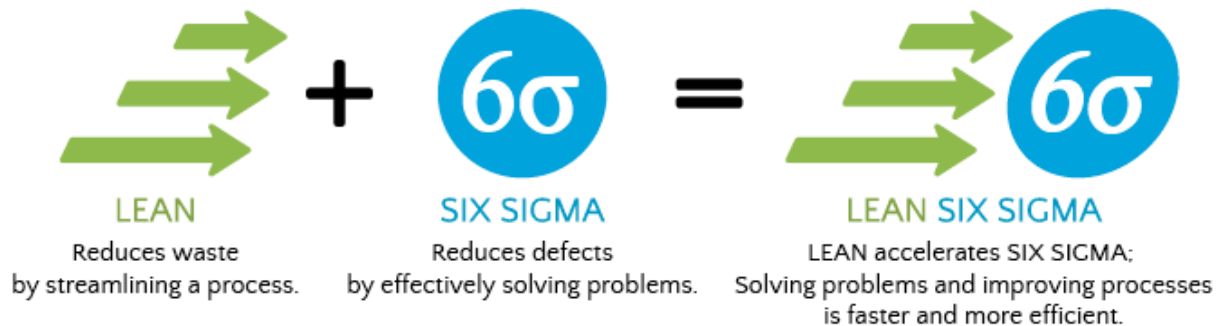 +
6σ
=
6σ
LEAN
Reduces waste
by streamlining a process.
SIX SIGMA
Reduces defects
by effectively solving problems.
LEAN SIX SIGMA
LEAN accelerates SIX SIGMA;
Solving problems and improving processes
is faster and more efficient.